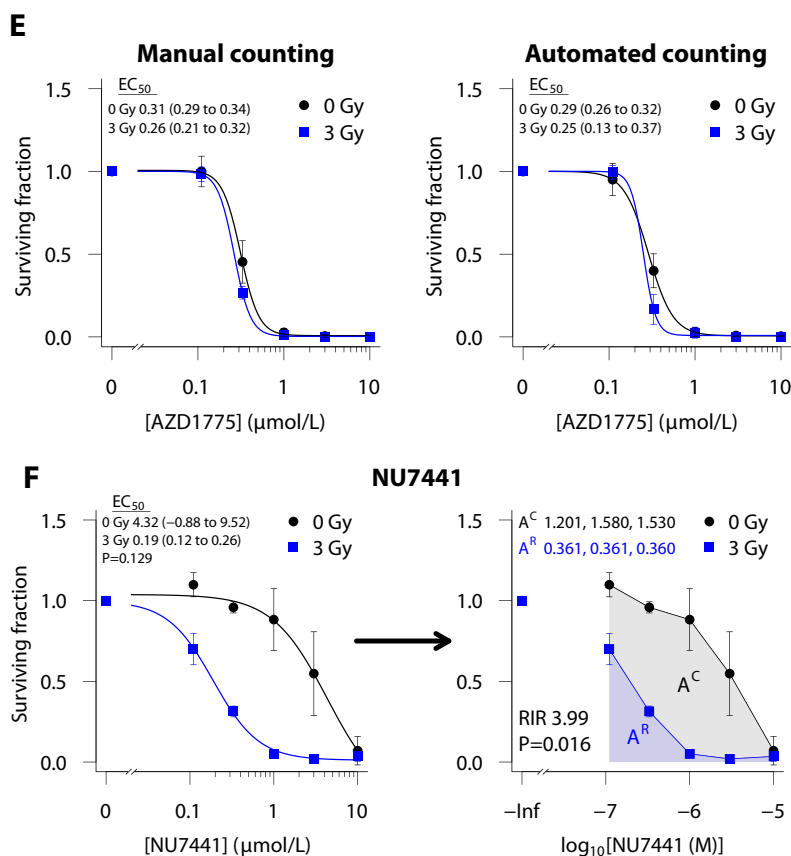 E
Manual counting
EC50
0 Gy 0.31 (0.29 to 0.34)
3 Gy 0.26 (0.21 to 0.32)
0 Gy
3 Gy
1.5
1.0
0.5
0.0
Surviving fraction
0
0.1
1
10
[AZD1775] (µmol/L)
Automated counting
EC50
0 Gy 0.29 (0.26 to 0.32)
3 Gy 0.25 (0.13 to 0.37)
0 Gy
3 Gy
1.5
1.0
0.5
0.0
Surviving fraction
0
0.1
1
10
[AZD1775] (µmol/L)
F
NU7441
EC50
0 Gy 4.32 (−0.88 to 9.52)
3 Gy 0.19 (0.12 to 0.26)
P=0.129
0 Gy
3 Gy
1.5
1.0
0.5
0.0
Surviving fraction
0
0.1
1
10
[NU7441] (µmol/L)
A^C 1.201, 1.580, 1.530
A^R 0.361, 0.361, 0.360
0 Gy
3 Gy
1.5
1.0
0.5
0.0
A^C
A^R
RIR 3.99
P=0.016
−Inf
−7
−6
−5
log10[NU7441 (M)]